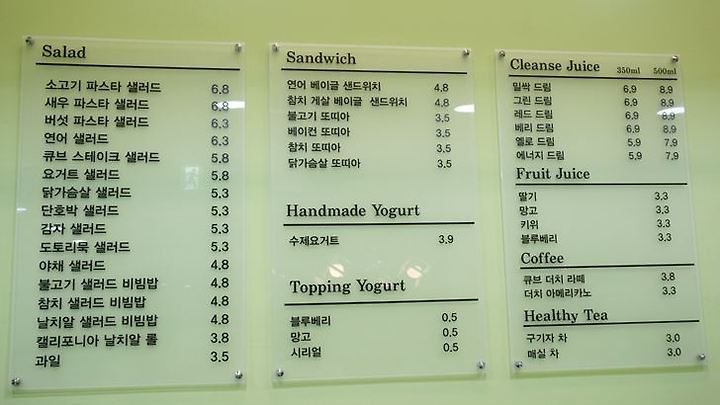 Salad
소고기 파스타 샐러드 6.8
새우 파스타 샐러드 6.8
버섯 파스타 샐러드 6.3
연어 샐러드 6.3
큐브 스테이크 샐러드 5.8
요거트 샐러드 5.8
닭가슴살 샐러드 5.3
단호박 샐러드 5.3
감자 샐러드 5.3
도토리묵 샐러드 5.3
야채 샐러드 4.8
불고기 샐러드 비빔밥 4.8
참치 샐러드 비빔밥 4.8
날치알 샐러드 비빔밥 4.8
캘리포니아 날치알 롤 3.8
과일 3.5
Sandwich
연어 베이글 샌드위치 4.8
참치 게살 베이글 샌드위치 4.8
불고기 또띠아 3.5
베이컨 또띠아 3.5
참치 또띠아 3.5
닭가슴살 또띠아 3.5
Handmade Yogurt
수제요거트 3.9
Topping Yogurt
블루베리 0.5
망고 0.5
시리얼 0.5
Cleanse Juice 350ml 500ml
밀싹 드림 6.9 8.9
그린 드림 6.9 8.9
레드 드림 6.9 8.9
베리 드림 6.9 8.9
옐로 드림 5.9 7.9
에너지 드림 5.9 7.9
Fruit Juice
딸기 3.3
망고 3.3
키위 3.3
블루베리 3.3
Coffee
큐브 더치 라떼 3.8
더치 아메리카노 3.3
Healthy Tea
구기자 차 3.0
매실 차 3.0